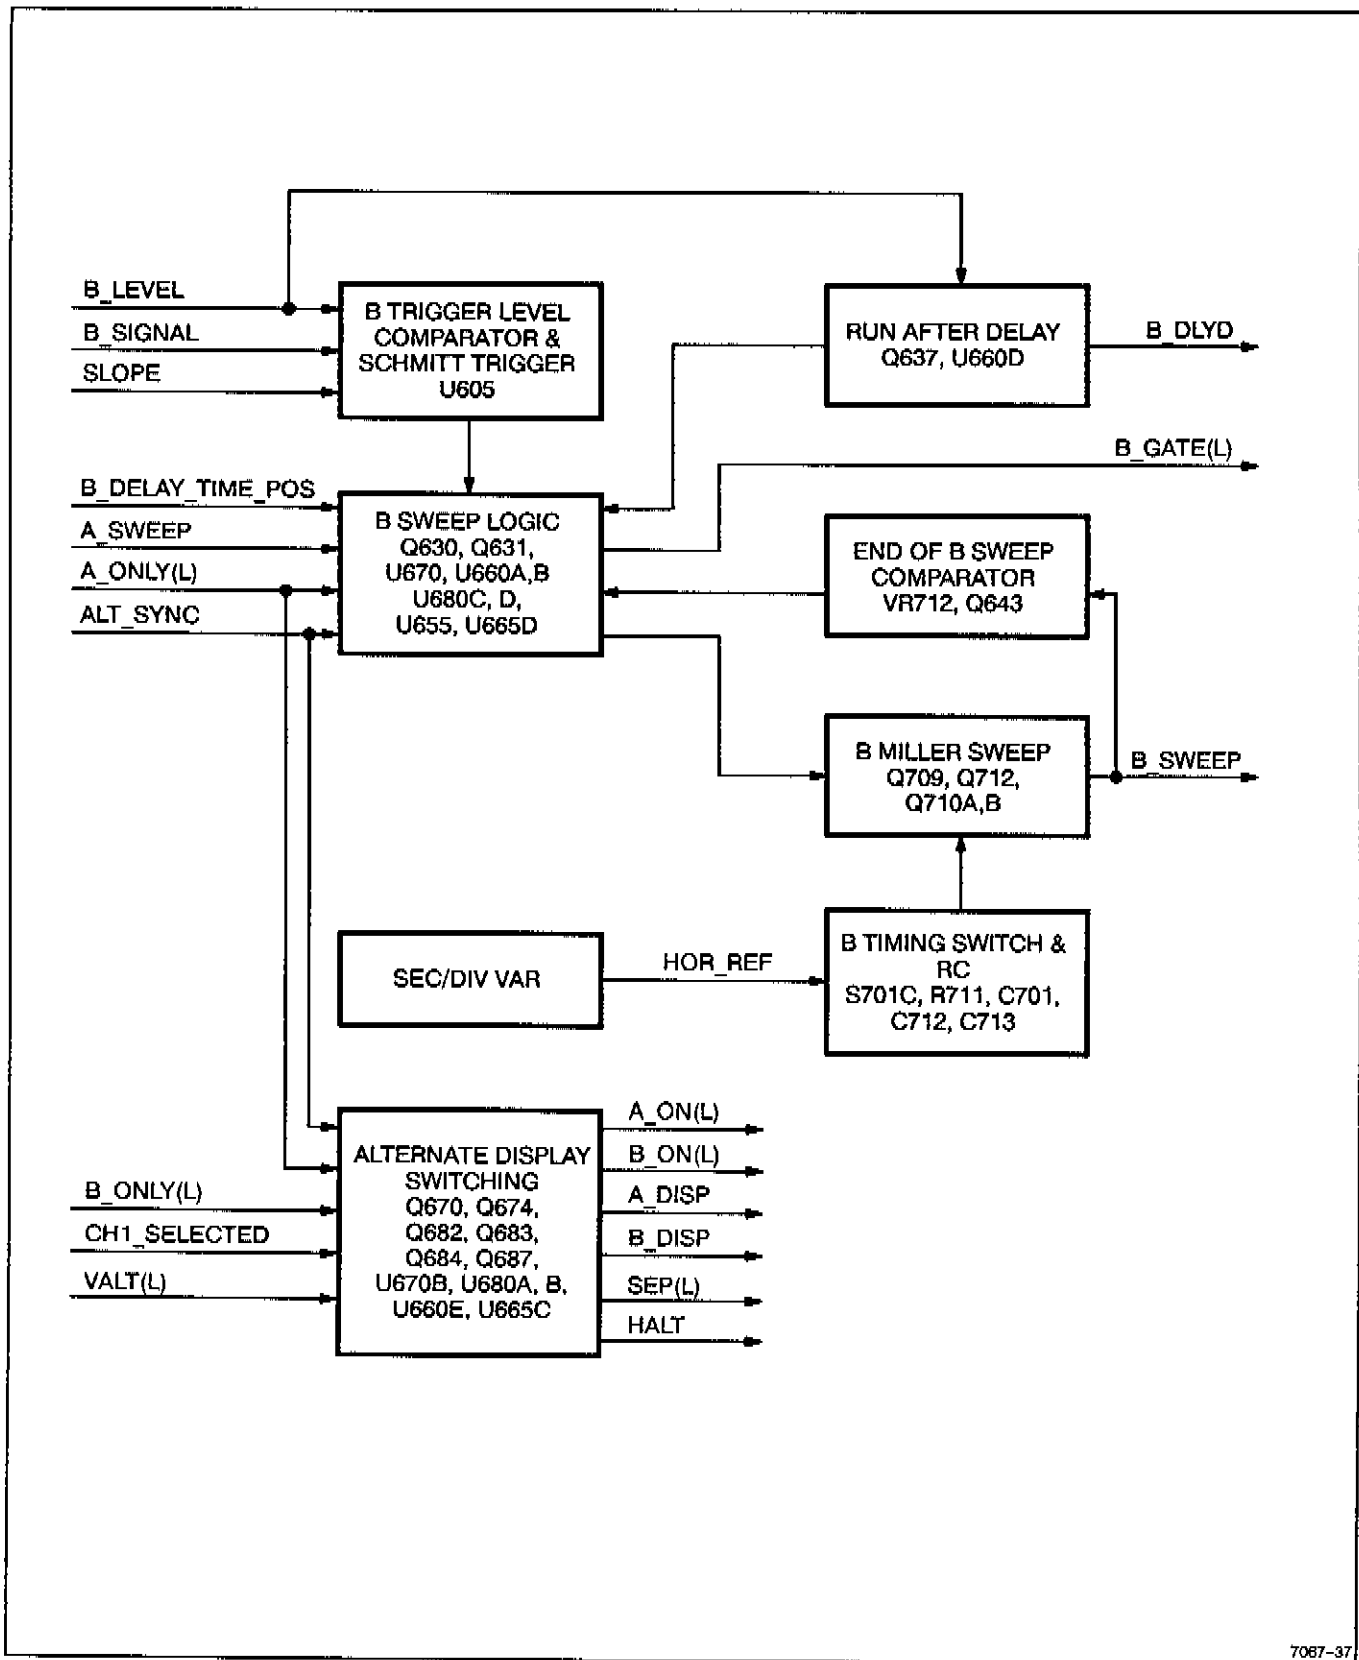 B_LEVEL
B_SIGNAL
SLOPE
B TRIGGER LEVEL
COMPARATOR &
SCHMITT TRIGGER
U605
RUN AFTER DELAY
Q637, U660D
B_DLYD
B_GATE(L)
B_DELAY_TIME_POS
A_SWEEP
A_ONLY(L)
ALT_SYNC
B SWEEP LOGIC
Q630, Q631,
U670, U660A,B
U680C, D,
U655, U665D
END OF B SWEEP
COMPARATOR
VR712, Q643
B MILLER SWEEP
Q709, Q712,
Q710A,B
B_SWEEP
SEC/DIV VAR
HOR_REF
B TIMING SWITCH &
RC
S701C, R711, C701,
C712, C713
B_ONLY(L)
CH1_SELECTED
VALT(L)
ALTERNATE DISPLAY
SWITCHING
Q670, Q674,
Q682, Q683,
Q684, Q687,
U670B, U680A, B,
U660E, U665C
A_ON(L)
B_ON(L)
A_DISP
B_DISP
SEP(L)
HALT
7067-37